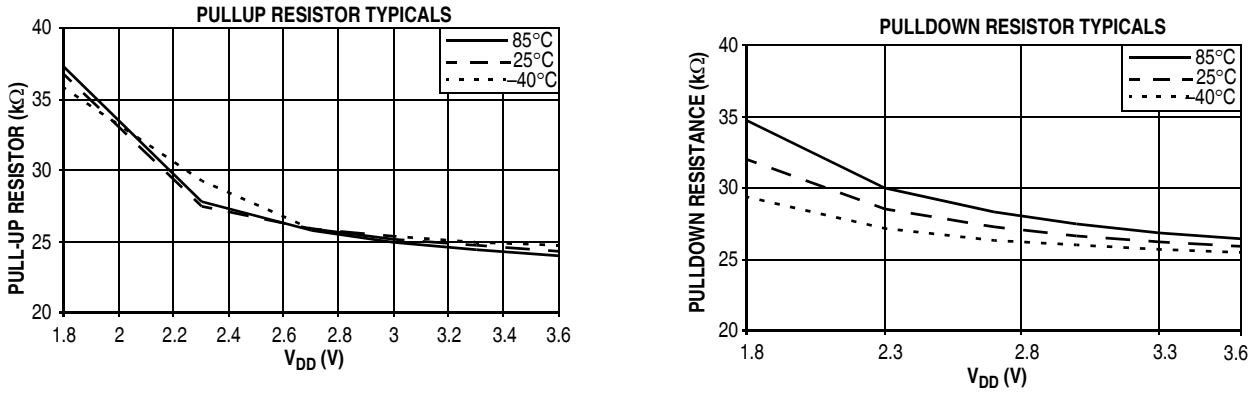 PULLUP RESISTOR TYPICALS
PULL-UP RESISTOR (kΩ)
40
35
30
25
20
85°C
25°C
–40°C
1.8 2 2.2 2.4 2.6 2.8 3 3.2 3.4 3.6
VDD (V)
PULLDOWN RESISTOR TYPICALS
PULLDOWN RESISTANCE (kΩ)
40
35
30
25
20
85°C
25°C
–40°C
1.8 2.3 2.8 3.3 3.6
VDD (V)